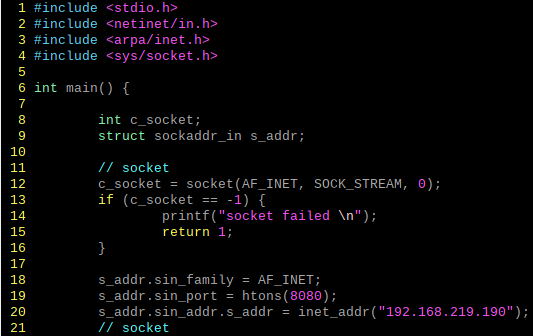 1 #include <stdio.h>
2 #include <netinet/in.h>
3 #include <arpa/inet.h>
4 #include <sys/socket.h>
5
6 int main() {
7
8         int c_socket;
9         struct sockaddr_in s_addr;
10
11         // socket
12         c_socket = socket(AF_INET, SOCK_STREAM, 0);
13         if (c_socket == -1) {
14                 printf("socket failed \n");
15                 return 1;
16         }
17
18         s_addr.sin_family = AF_INET;
19         s_addr.sin_port = htons(8080);
20         s_addr.sin_addr.s_addr = inet_addr("192.168.219.190");
21         // socket